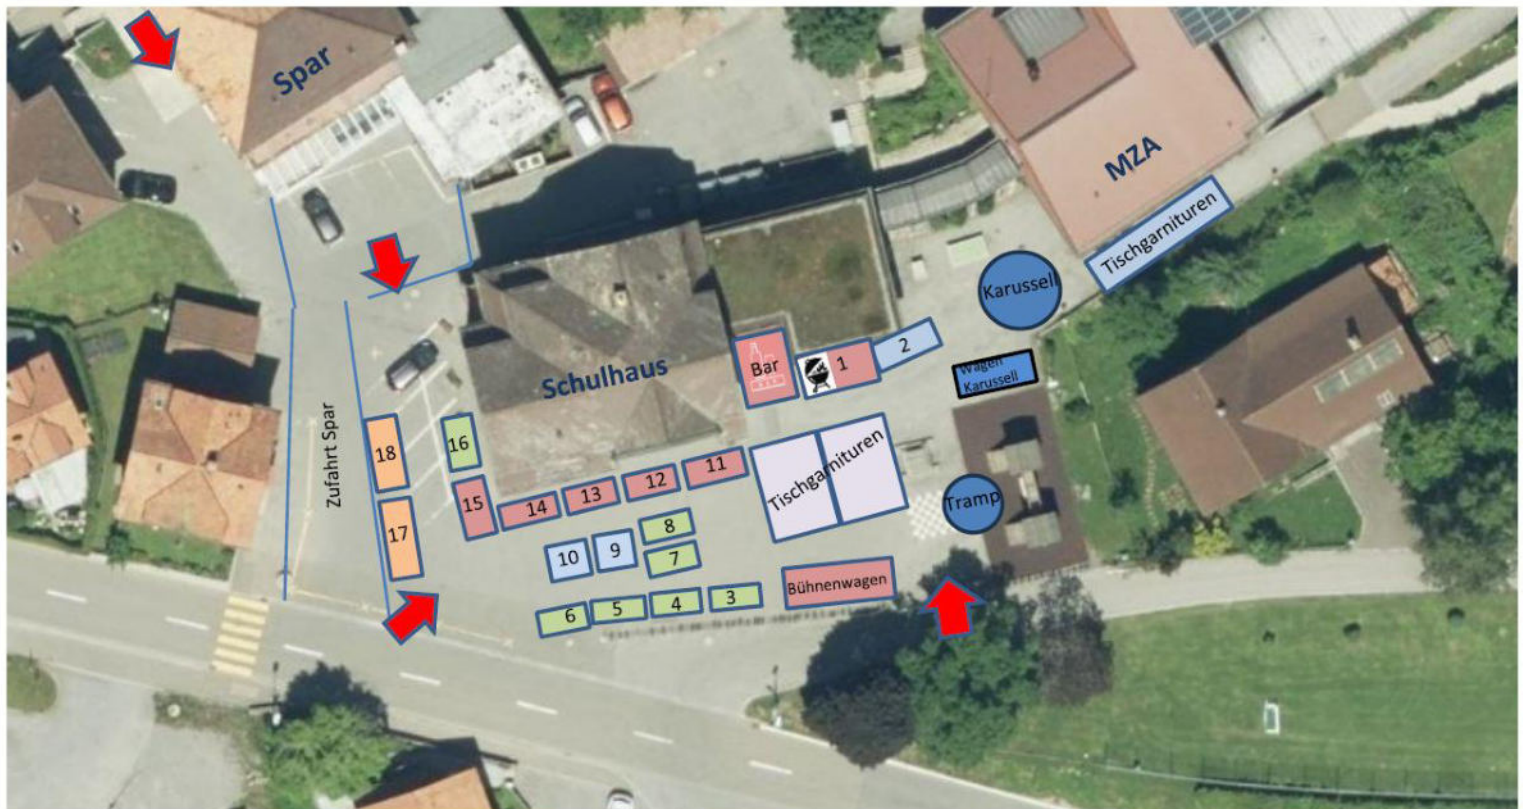 Spar
MZA
Tischgarnituren
Karussell
Bar
1
2
Wagen
Karussell
Schulhaus
Zufahrt Spar
18
16
17
15
14
13
12
11
Tischgarnituren
Tramp
10
9
8
7
6
5
4
3
Bühnenwagen